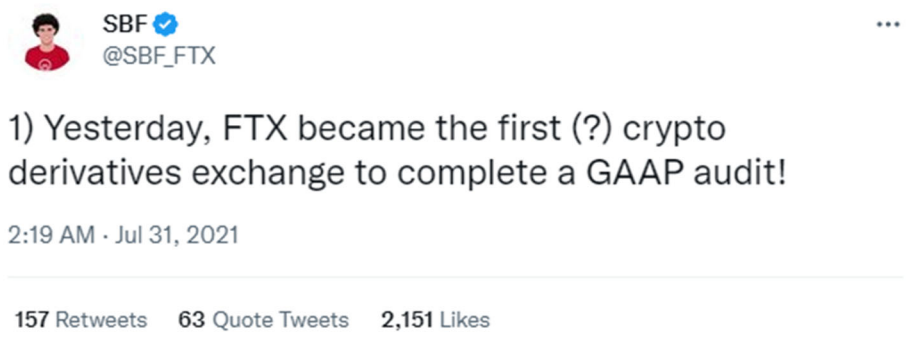 SBF
@SBF_FTX
1) Yesterday, FTX became the first (?) crypto
derivatives exchange to complete a GAAP audit!
2:19 AM · Jul 31, 2021
157 Retweets 63 Quote Tweets 2,151 Likes